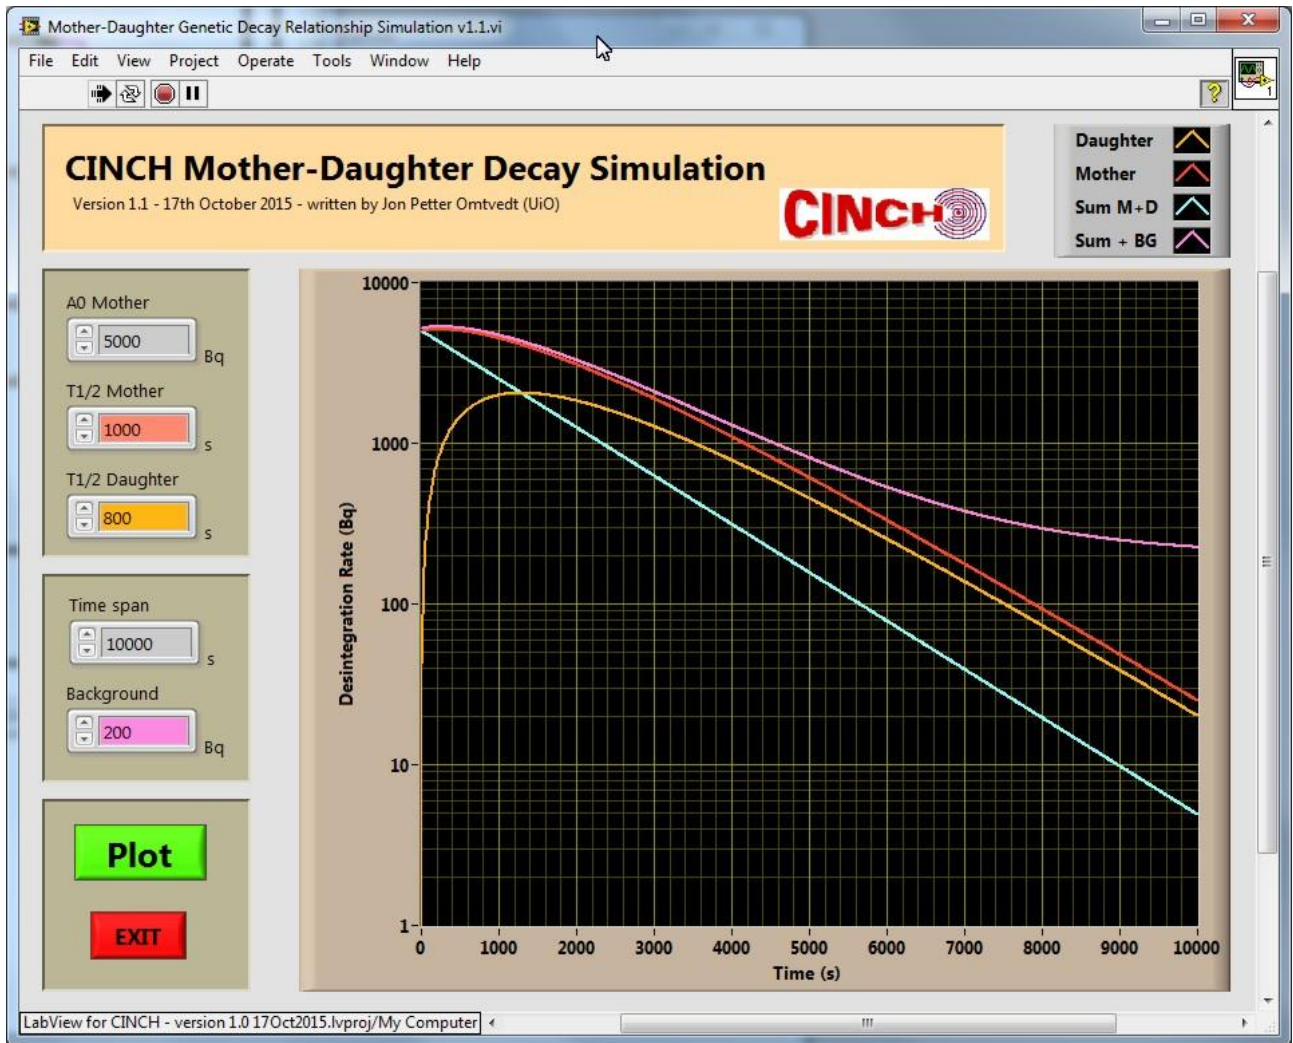 Mother-Daughter Genetic Decay Relationship Simulation v1.1.vi
File Edit View Project Operate Tools Window Help
1
CINCH Mother-Daughter Decay Simulation
Version 1.1 - 17th October 2015 - written by Jon Petter Omtvedt (UiO)
CINCH
Daughter
Mother
Sum M+D
Sum + BG
A0 Mother
5000 Bq
T1/2 Mother
1000 s
T1/2 Daughter
800 s
Time span
10000 s
Background
200 Bq
Plot
EXIT
Desintegration Rate (Bq)
10000
1000
100
10
1
0 1000 2000 3000 4000 5000 6000 7000 8000 9000 10000
Time (s)
LabView for CINCH - version 1.0 17Oct2015.lvproj/My Computer